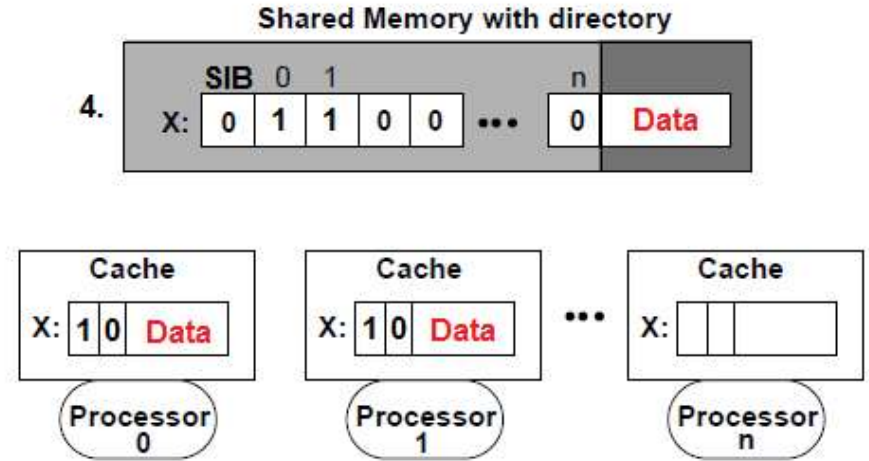 Shared Memory with directory
SIB 0 1 n
4. X: 0 1 1 0 0 ••• 0 Data
Cache Cache Cache
X: 1 0 Data X: 1 0 Data ••• X:
Processor Processor Processor
0 1 n